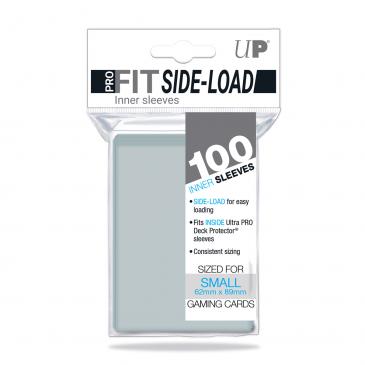 UP
PRO
FIT SIDE-LOAD
Inner sleeves
100
INNER SLEEVES
• SIDE-LOAD for easy
loading
• Fits INSIDE Ultra PRO
Deck Protector®
sleeves
• Consistent sizing
SIZED FOR
SMALL
62mm x 89mm
GAMING CARDS